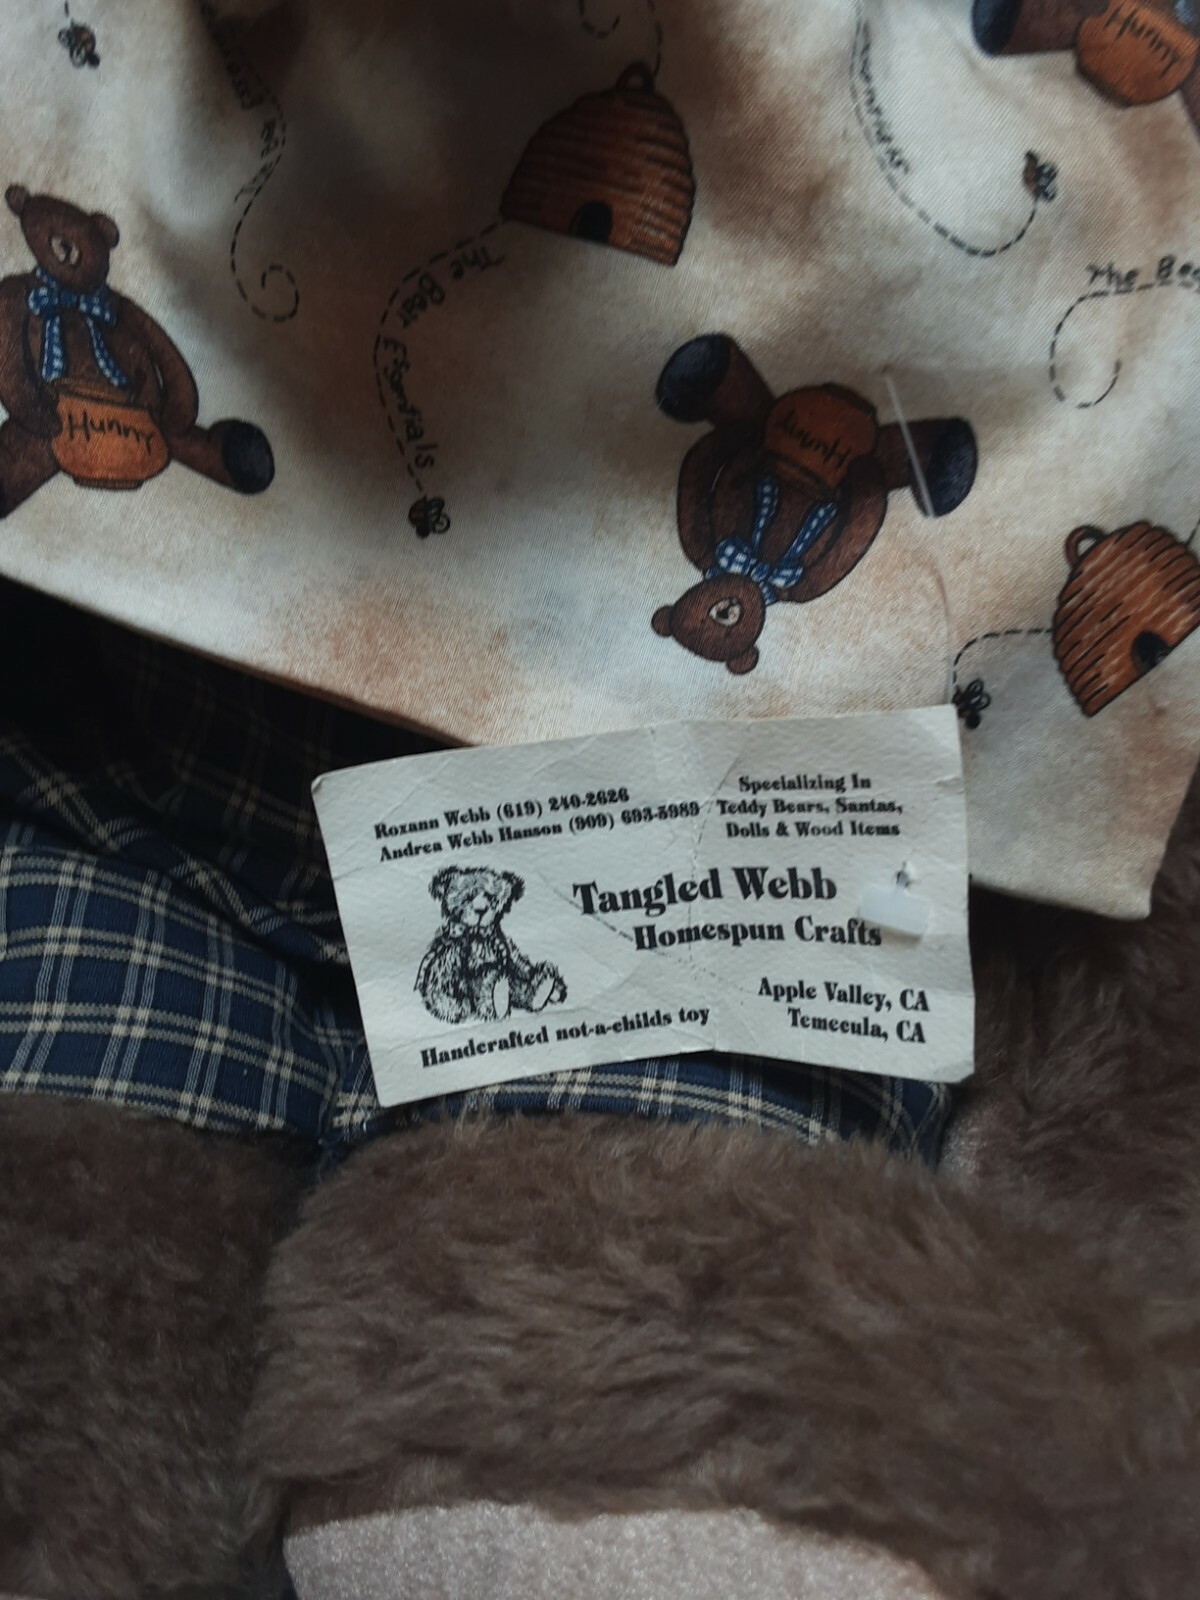 Hunny
The Bear Essentials
The Bea
Hunny
Hunny
Roxann Webb (619) 240-2626
Andrea Webb Hanson (909) 693-5989
Specializing In
Teddy Bears, Santas,
Dolls & Wood Items
Tangled Webb
Homespun Crafts
Apple Valley, CA
Temecula, CA
Handcrafted not-a-childs toy